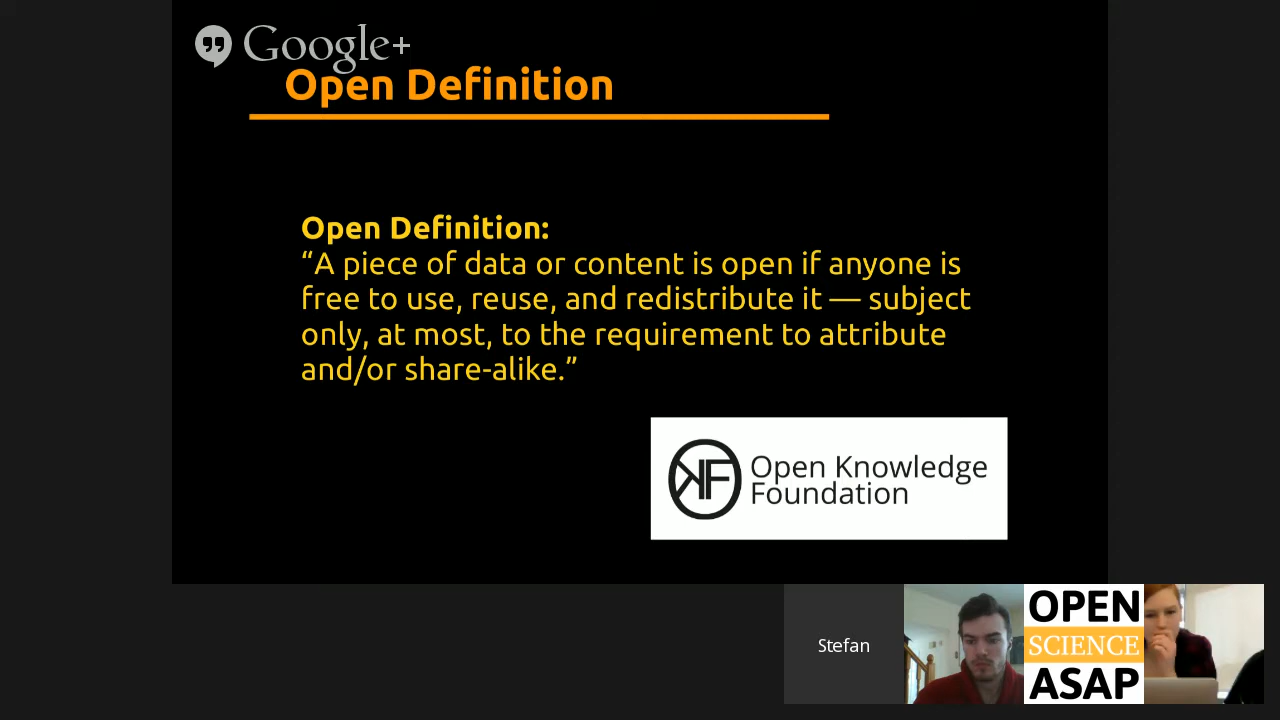 Google+
Open Definition
Open Definition:
“A piece of data or content is open if anyone is
free to use, reuse, and redistribute it — subject
only, at most, to the requirement to attribute
and/or share-alike.”
KF Open Knowledge
Foundation
Stefan
OPEN
SCIENCE
ASAP